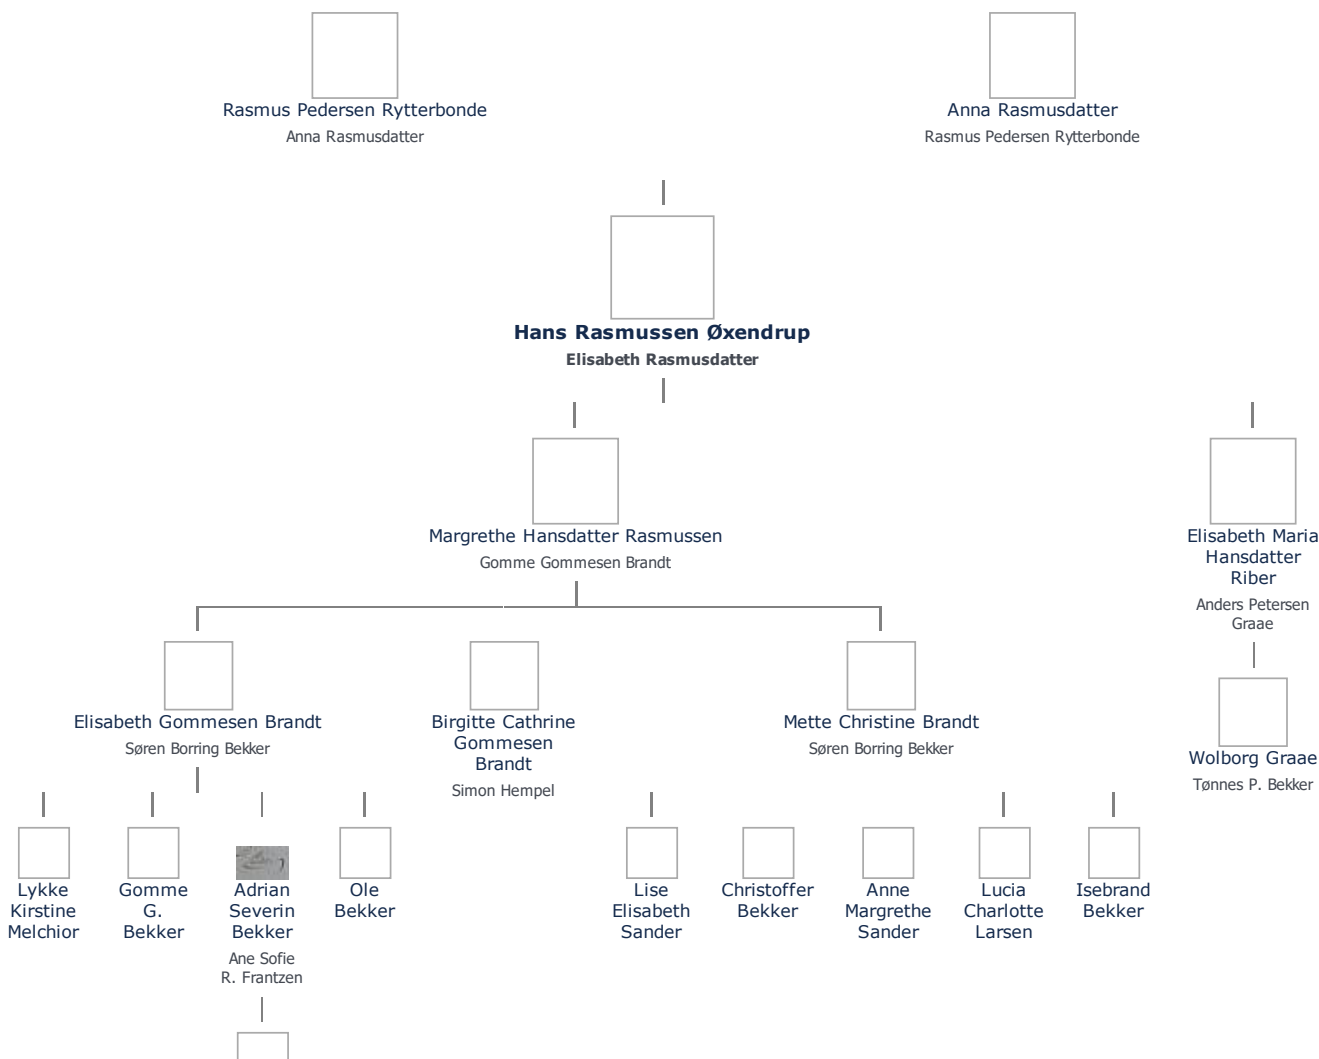 Rasmus Pedersen Rytterbonde
Anna Rasmusdatter
Anna Rasmusdatter
Rasmus Pedersen Rytterbonde
Hans Rasmussen Øxendrup
Elisabeth Rasmusdatter
Margrethe Hansdatter Rasmussen
Gomme Gommesen Brandt
Elisabeth Maria
Hansdatter
Riber
Anders Petersen
Graae
Elisabeth Gommesen Brandt
Søren Borring Bekker
Birgitte Cathrine
Gommesen
Brandt
Simon Hempel
Mette Christine Brandt
Søren Borring Bekker
Wolborg Graae
Tønnes P. Bekker
Lykke
Kirstine
Melchior
Gomme
G.
Bekker
Adrian
Severin
Bekker
Ane Sofie
R. Frantzen
Ole
Bekker
Lise
Elisabeth
Sander
Christoffer
Bekker
Anne
Margrethe
Sander
Lucia
Charlotte
Larsen
Isebrand
Bekker